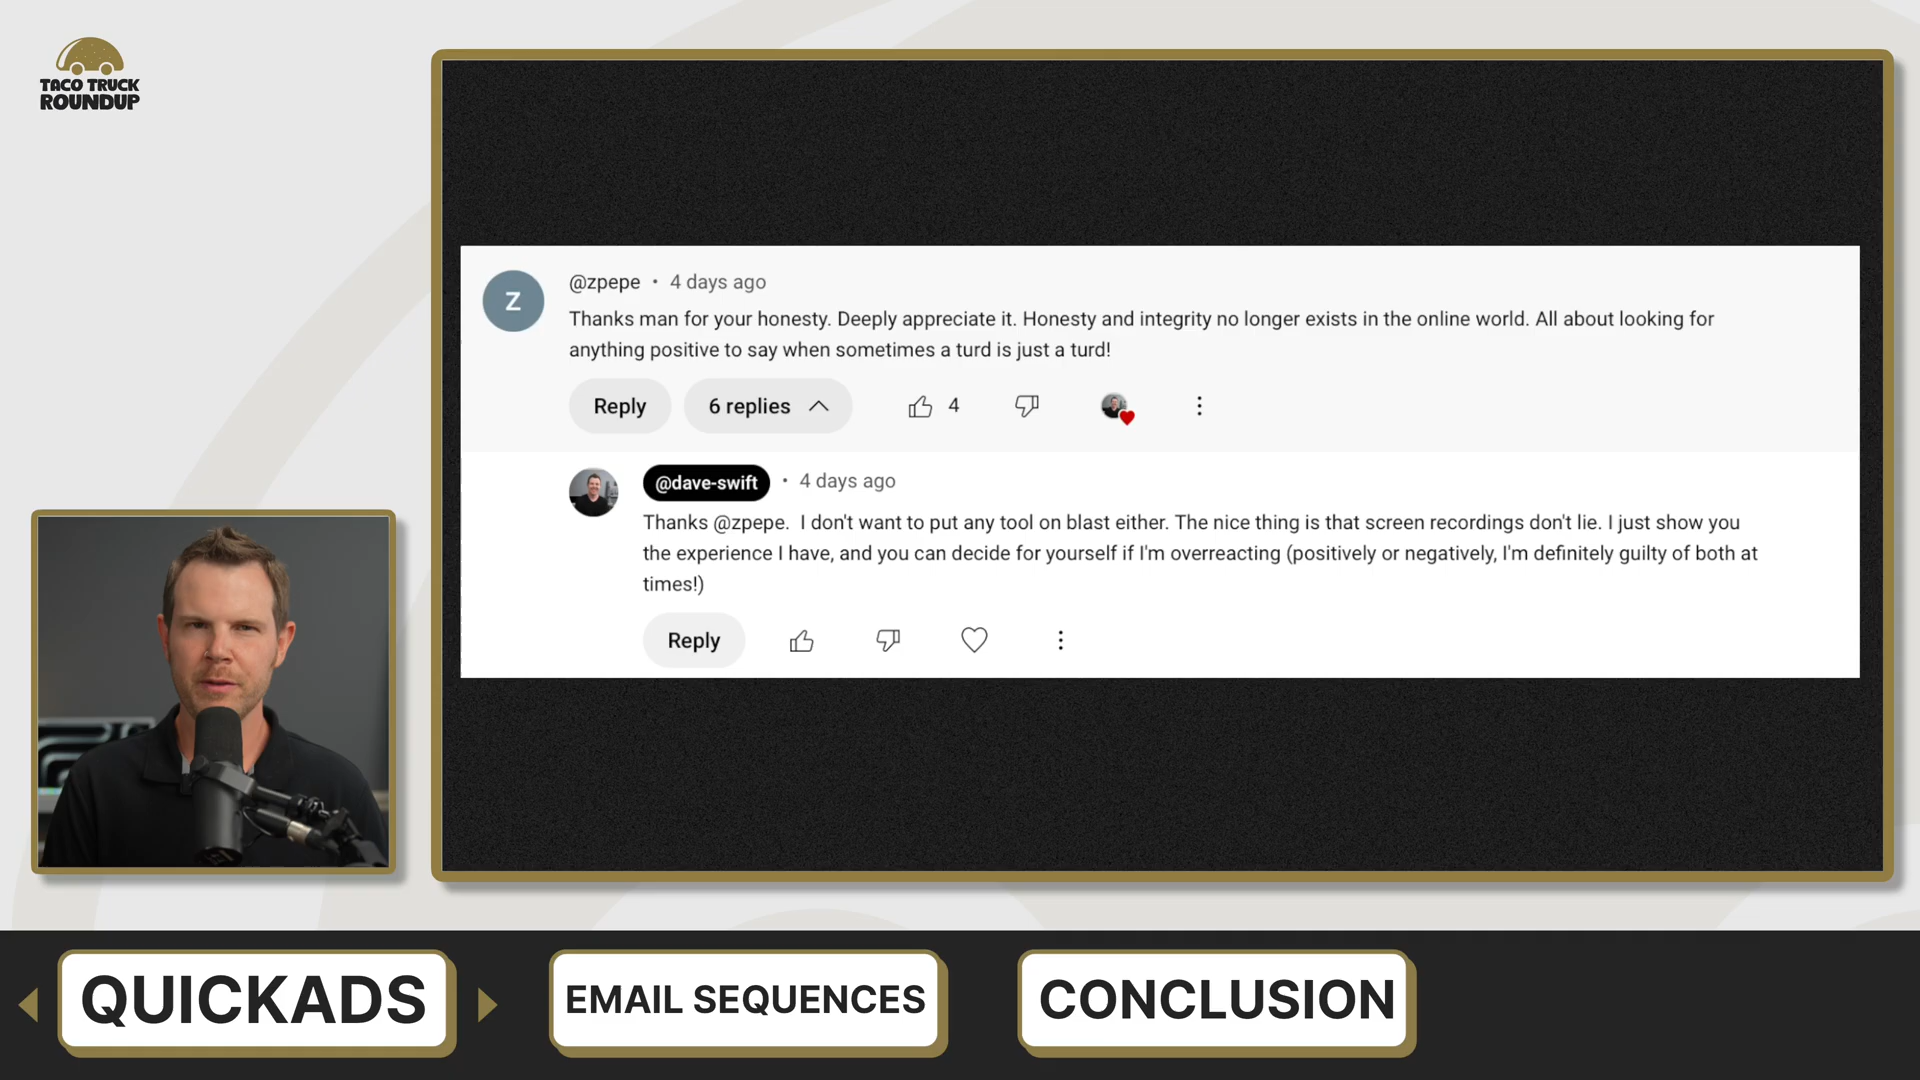 TACO TRUCK
ROUNDUP
Z
@zpepe • 4 days ago
Thanks man for your honesty. Deeply appreciate it. Honesty and integrity no longer exists in the online world. All about looking for
anything positive to say when sometimes a turd is just a turd!
Reply 6 replies 4
@dave-swift • 4 days ago
Thanks @zpepe.  I don't want to put any tool on blast either. The nice thing is that screen recordings don't lie. I just show you
the experience I have, and you can decide for yourself if I'm overreacting (positively or negatively, I'm definitely guilty of both at
times!)
Reply
QUICKADS
EMAIL SEQUENCES
CONCLUSION